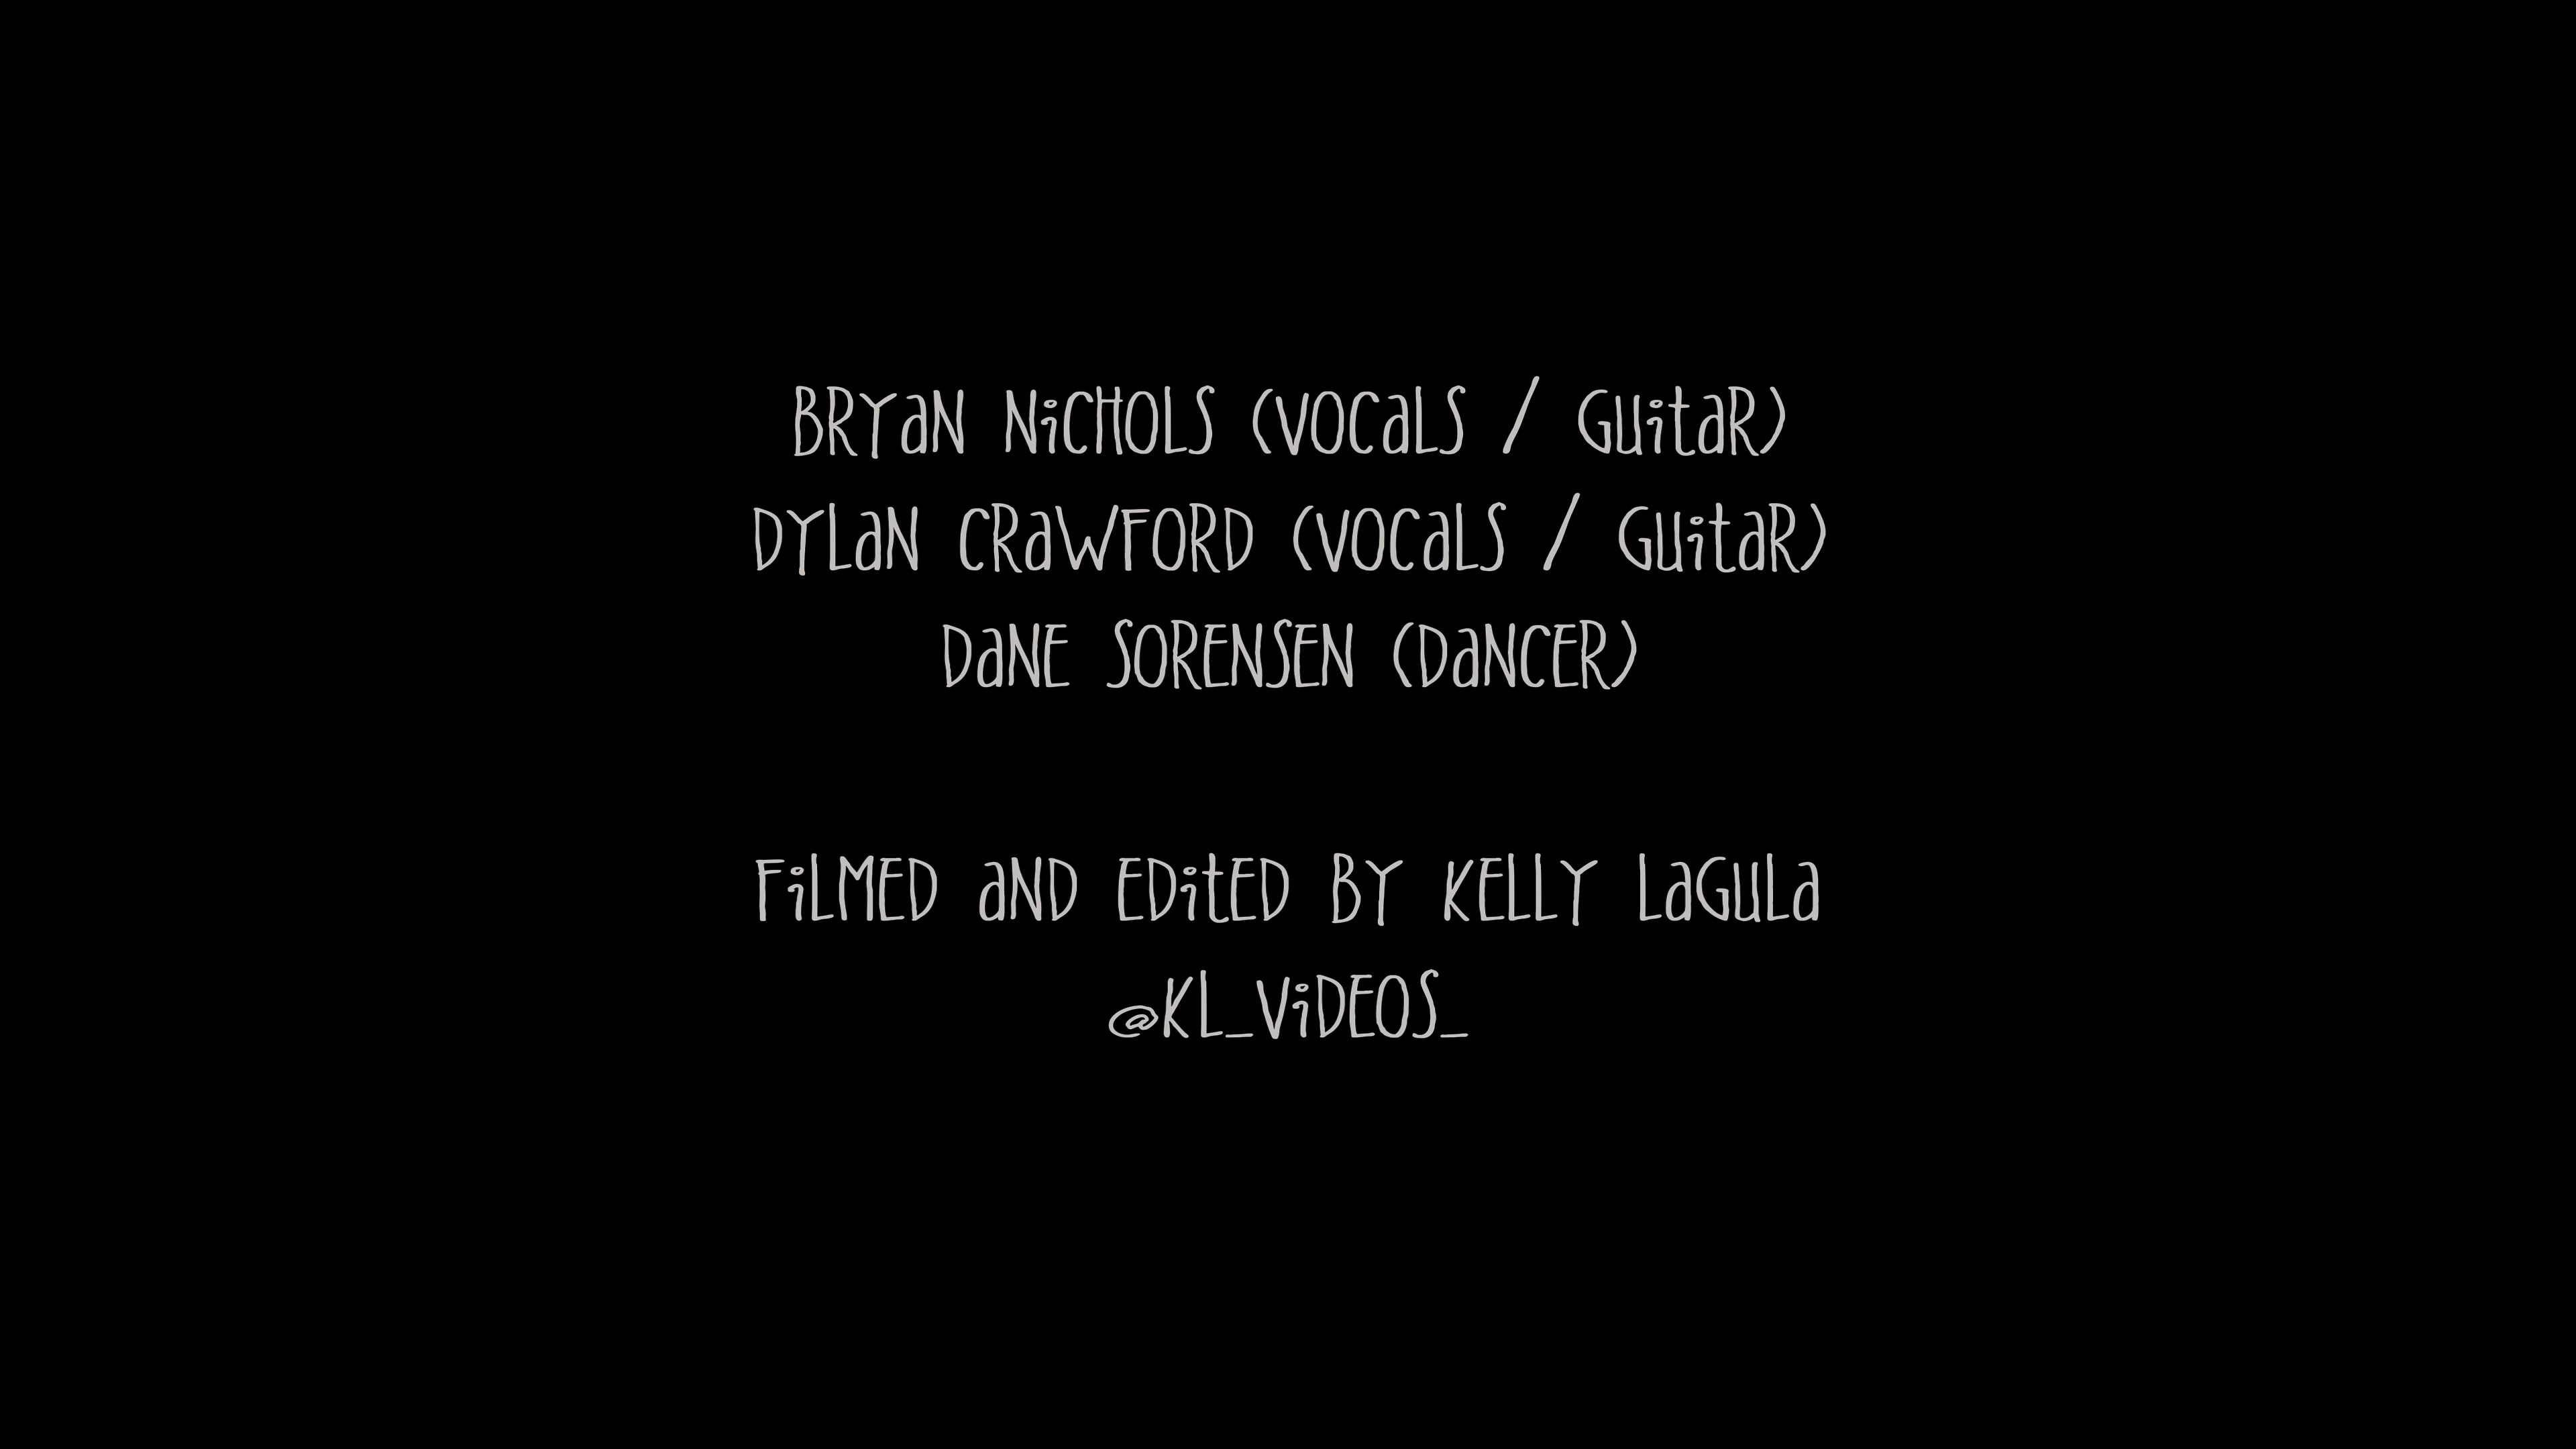 BRYaN NiCHOLS (VOCaLS / GUitaR)
DYLaN CRaWFORD (VOCaLS / GUitaR)
DaNE SORENSEN (DaNCER)
FiLMED aND EDitED BY KELLY LaGULa
@KL_ViDEOS_